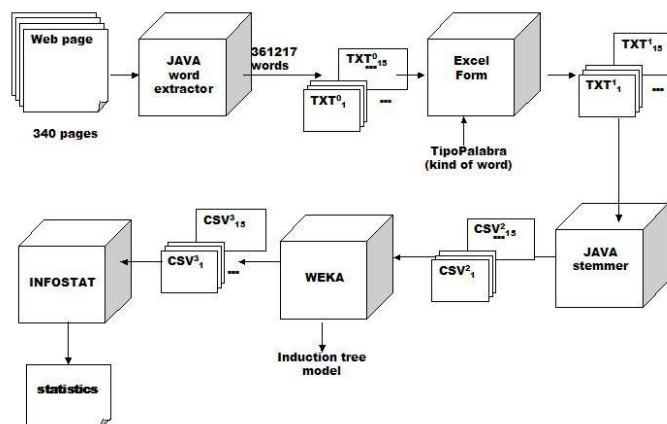 Web page
340 pages
JAVA
word
extractor
361217
words
TXT⁰₁₅
---
TXT⁰₁
...
Excel
Form
TipoPalabra
(kind of word)
TXT¹₁₅
TXT¹₁
---
JAVA
stemmer
CSV²₁₅
---
CSV²₁
WEKA
Induction tree
model
CSV³₁₅
CSV³₁
...
INFOSTAT
statistics